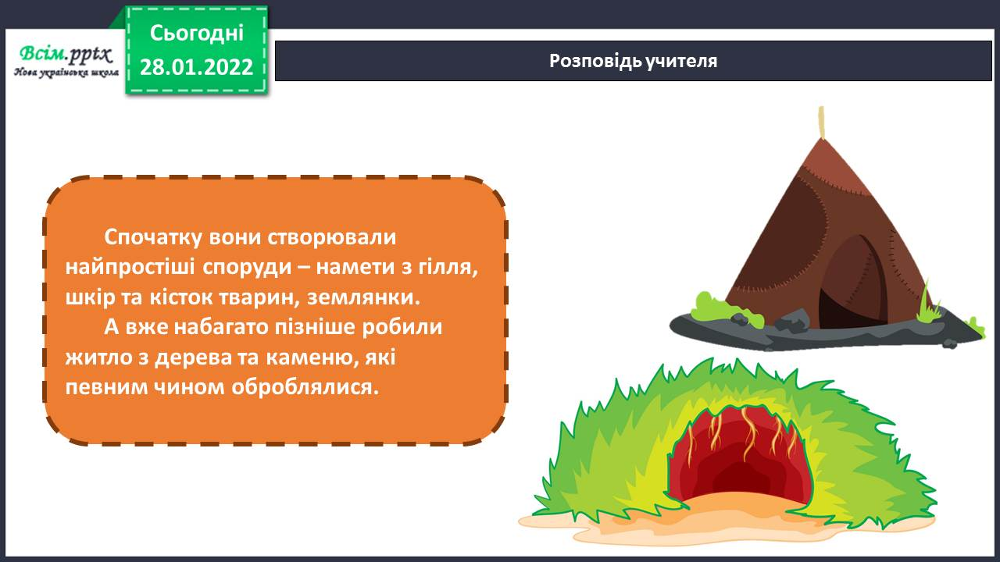 Всім.pptx
Нова українська школа
Сьогодні
28.01.2022
Розповідь учителя
Спочатку вони створювали
найпростіші споруди – намети з гілля,
шкір та кісток тварин, землянки.
А вже набагато пізніше робили
житло з дерева та каменю, які
певним чином оброблялися.